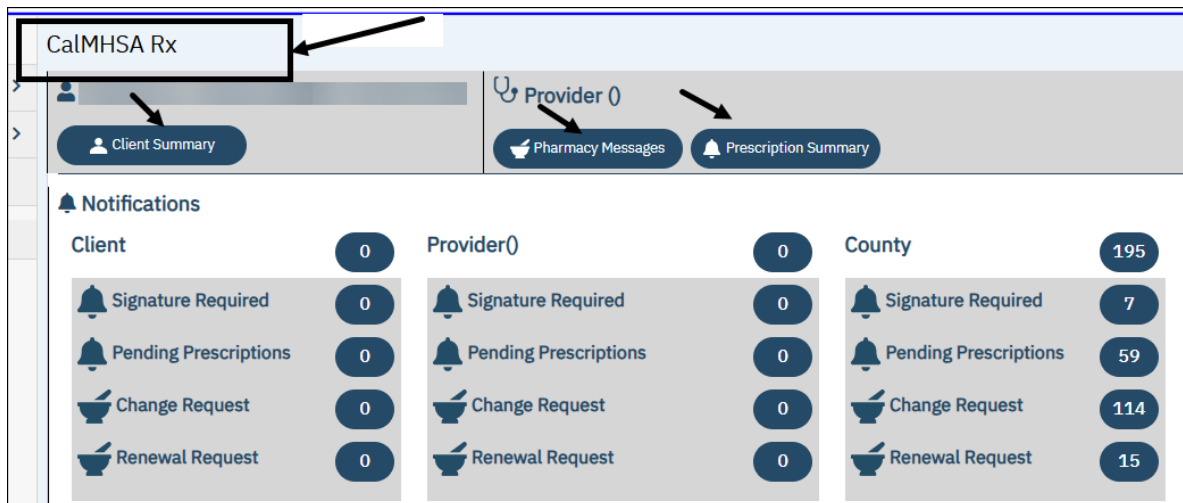 CalMHSA Rx
Provider ()
Client Summary
Pharmacy Messages
Prescription Summary
Notifications
Client 0
Signature Required 0
Pending Prescriptions 0
Change Request 0
Renewal Request 0
Provider() 0
Signature Required 0
Pending Prescriptions 0
Change Request 0
Renewal Request 0
County 195
Signature Required 7
Pending Prescriptions 59
Change Request 114
Renewal Request 15